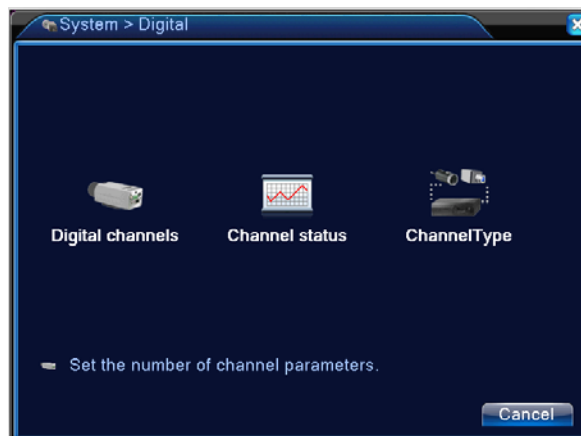 System > Digital
Digital channels Channel status ChannelType
Set the number of channel parameters.
Cancel